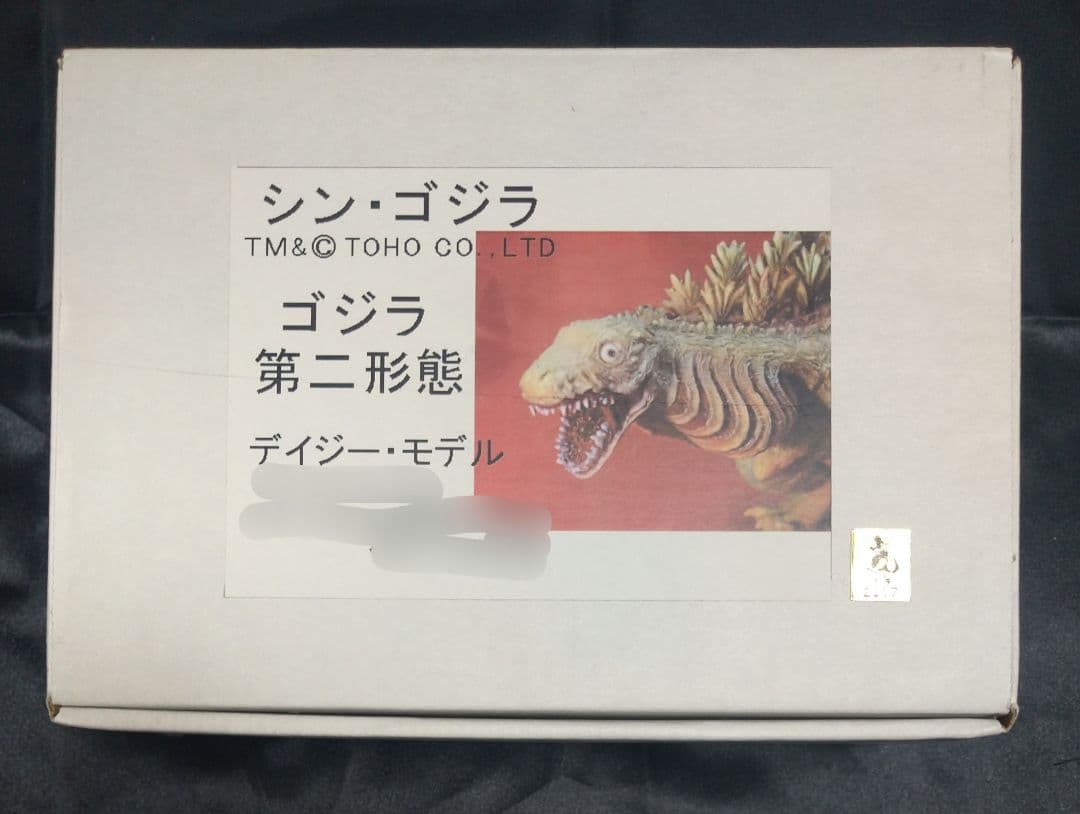 シン・ゴジラ
TM&© TOHO CO.,LTD
ゴジラ
第二形態
デイジー・モデル
2017